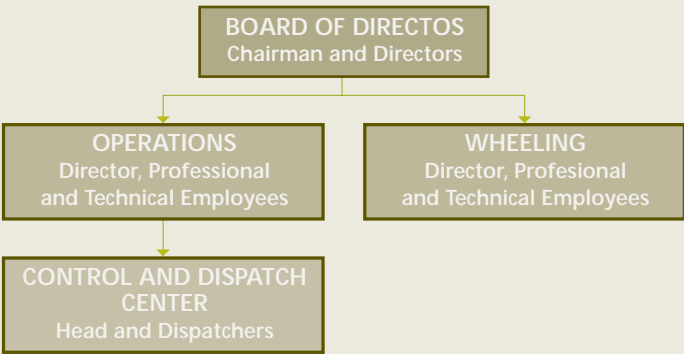 BOARD OF DIRECTOS
Chairman and Directors
OPERATIONS
Director, Professional
and Technical Employees
WHEELING
Director, Profesional
and Technical Employees
CONTROL AND DISPATCH
CENTER
Head and Dispatchers